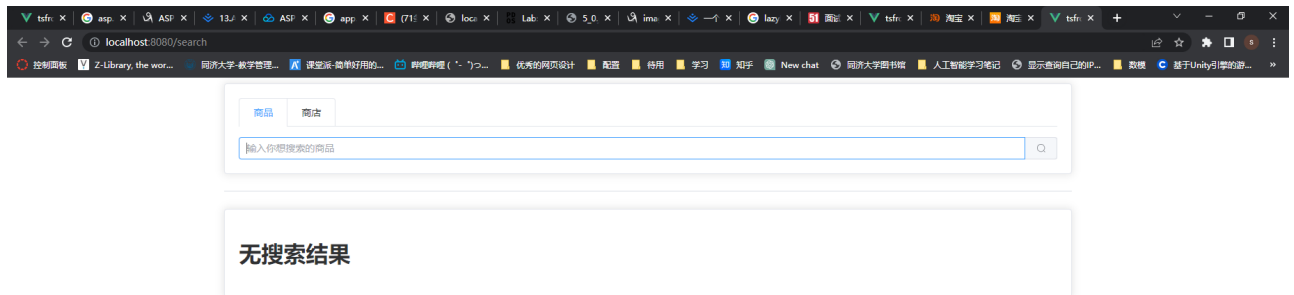 tsfr asp. ASP 13.A ASP app (715 loca Lab: 5_0. ima 一个 lazy 面试 tsfr 淘宝 淘宝 tsfr
localhost:8080/search
控制面板 Z-Library, the wor... 同济大学-教学管理... 课堂派-简单好用的... 哔哩哔哩 ( ゜- ゜)つ... 优秀的网页设计 配置 待用 学习 知乎 New chat 同济大学图书馆 人工智能学习笔记 显示查询自己的IP... 数模 基于Unity引擎的游... »
商品 商店
输入你想搜索的商品
无搜索结果